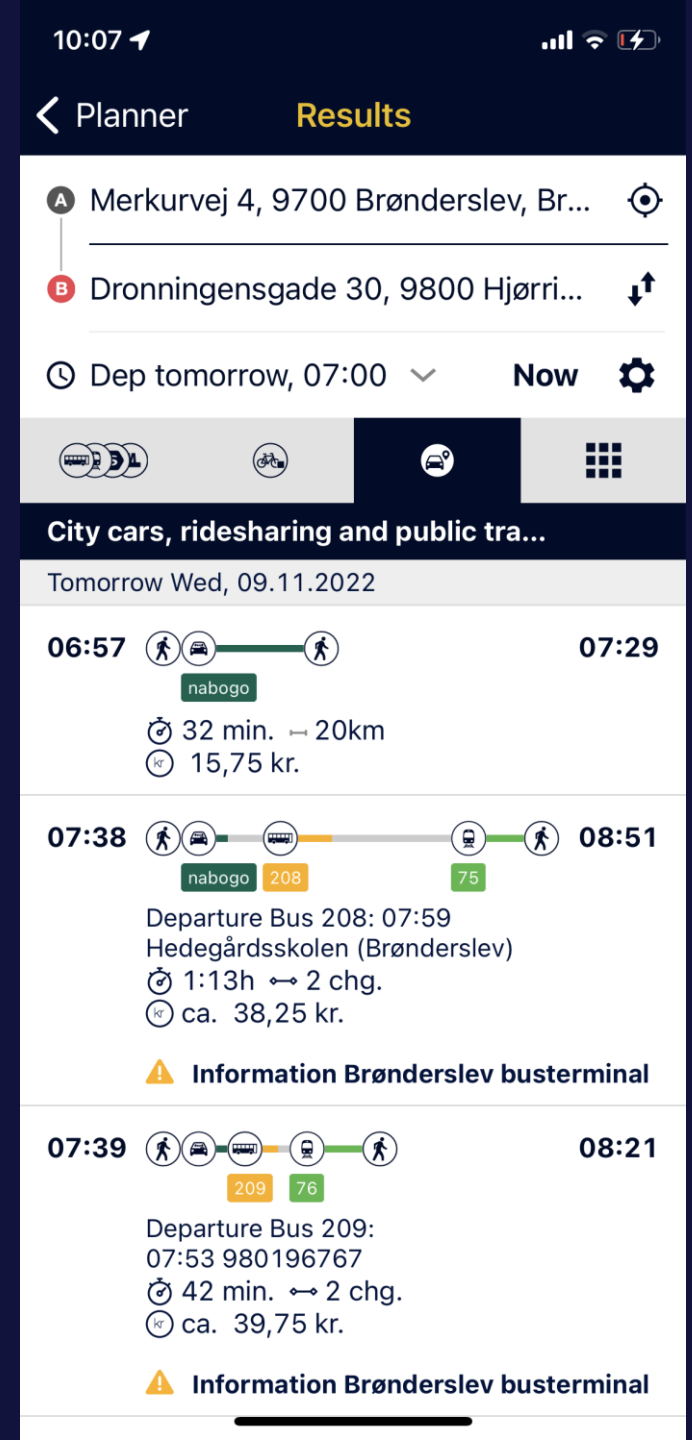 10:07
Planner Results
A Merkurvej 4, 9700 Brønderslev, Br...
B Dronningensgade 30, 9800 Hjørri...
Dep tomorrow, 07:00 Now
City cars, ridesharing and public tra...
Tomorrow Wed, 09.11.2022
06:57 07:29
nabogo
32 min. 20km
kr 15,75 kr.
07:38 08:51
nabogo 208 75
Departure Bus 208: 07:59
Hedegårdsskolen (Brønderslev)
1:13h 2 chg.
kr ca. 38,25 kr.
Information Brønderslev busterminal
07:39 08:21
209 76
Departure Bus 209:
07:53 980196767
42 min. 2 chg.
kr ca. 39,75 kr.
Information Brønderslev busterminal